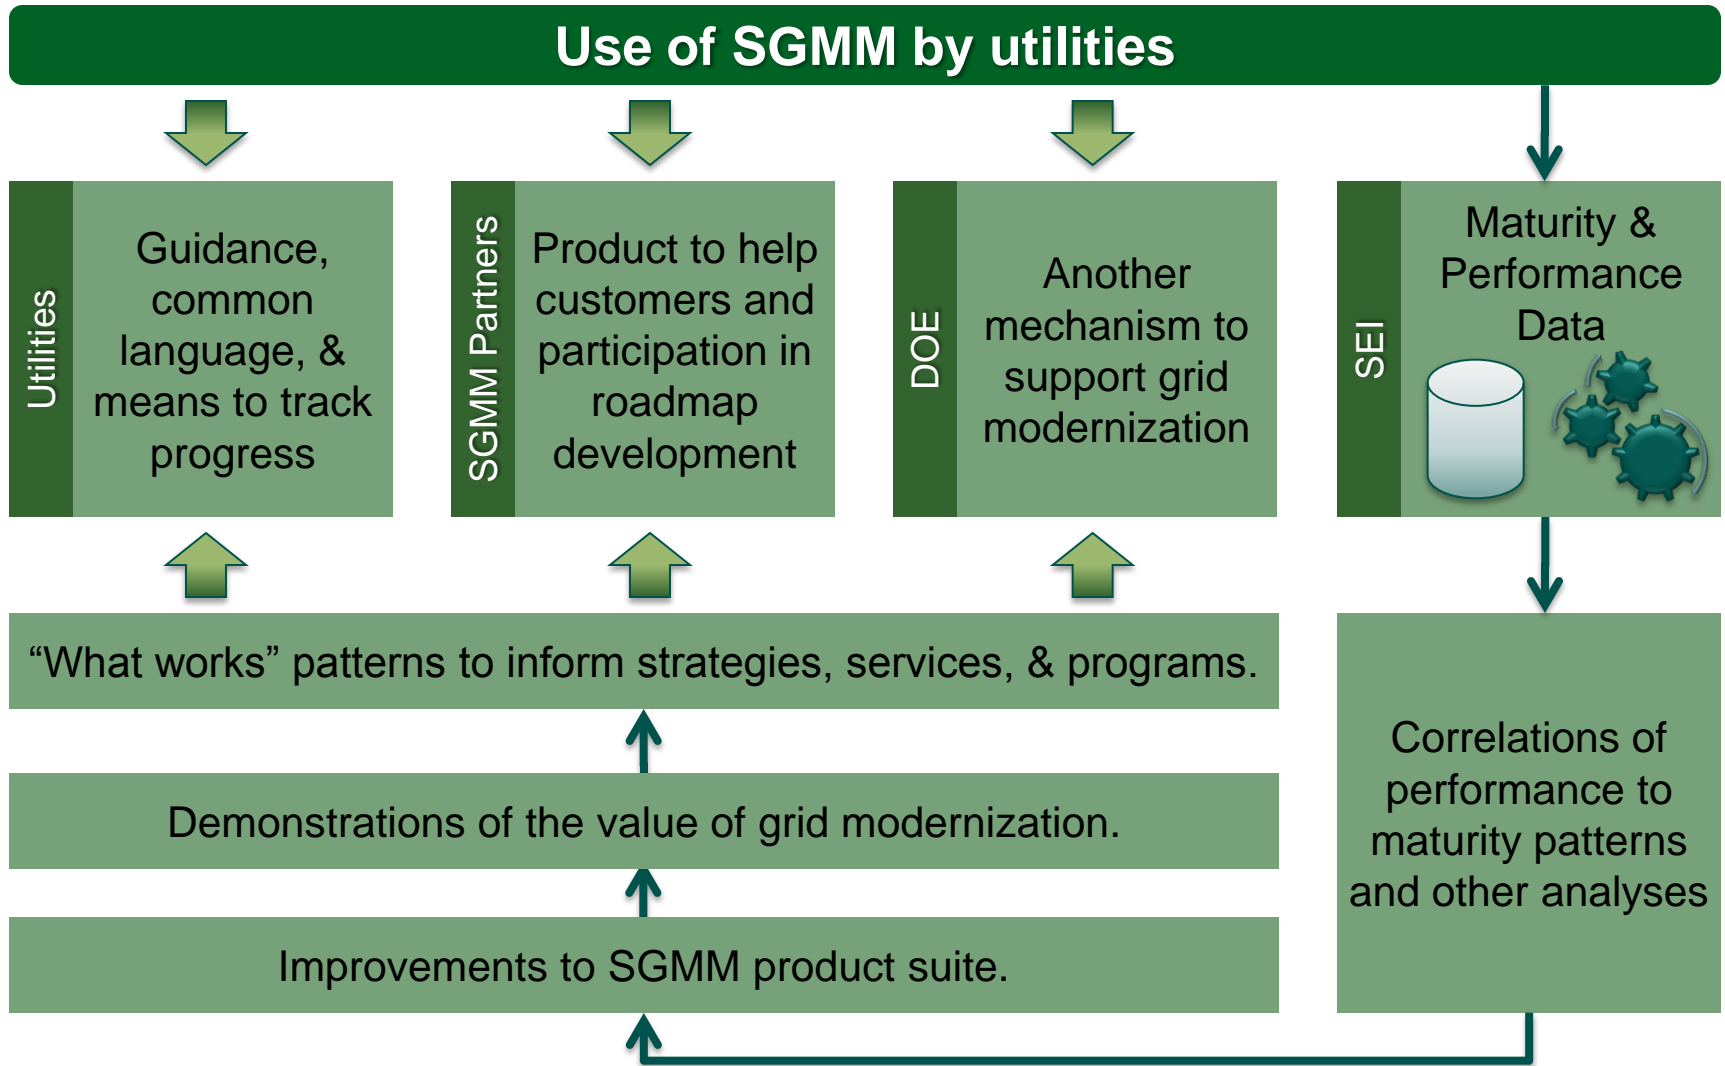 Use of SGMM by utilities
Utilities
Guidance,
common
language, &
means to track
progress
SGMM Partners
Product to help
customers and
participation in
roadmap
development
DOE
Another
mechanism to
support grid
modernization
SEI
Maturity &
Performance
Data
“What works” patterns to inform strategies, services, & programs.
Demonstrations of the value of grid modernization.
Improvements to SGMM product suite.
Correlations of
performance to
maturity patterns
and other analyses